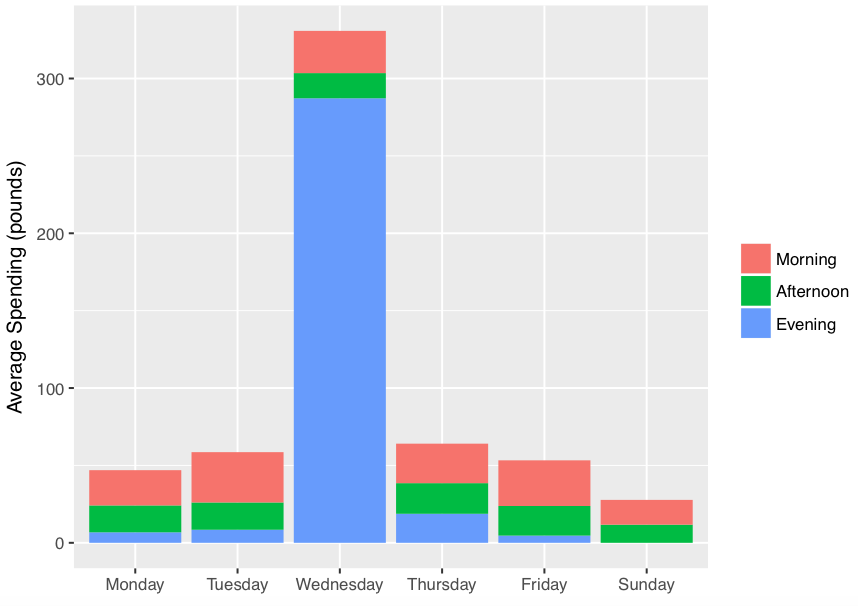 Average Spending (pounds)
300
200
100
0
Monday Tuesday Wednesday Thursday Friday Sunday
Morning
Afternoon
Evening